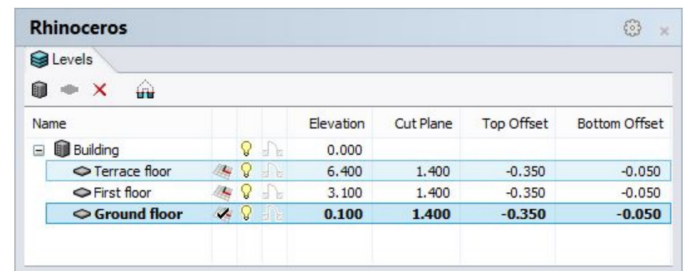 Rhinoceros
Levels
Name Elevation Cut Plane Top Offset Bottom Offset
Building 0.000
Terrace floor 6.400 1.400 -0.350 -0.050
First floor 3.100 1.400 -0.350 -0.050
Ground floor 0.100 1.400 -0.350 -0.050